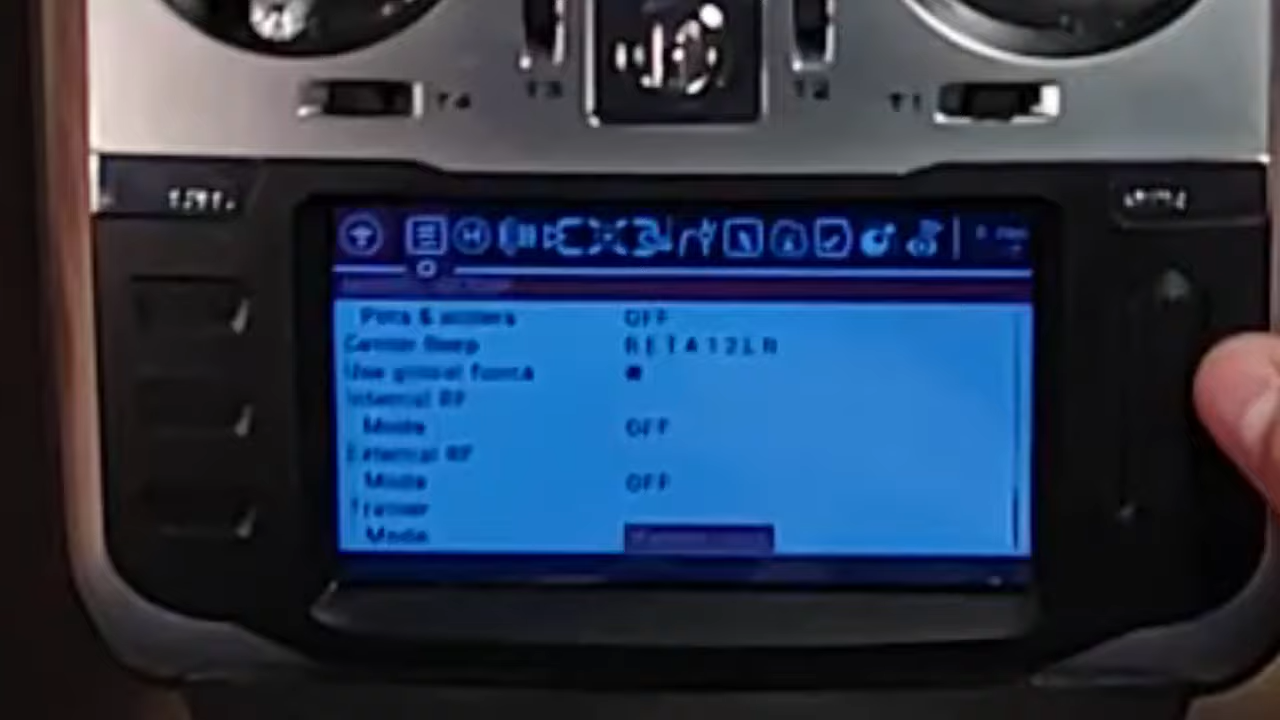 T4 T3 T2 T1
Pots & sliders OFF
Center Beep R E T A 1 2 L R
Use global funcs
Internal RF
Mode OFF
External RF
Mode OFF
Trainer
Mode